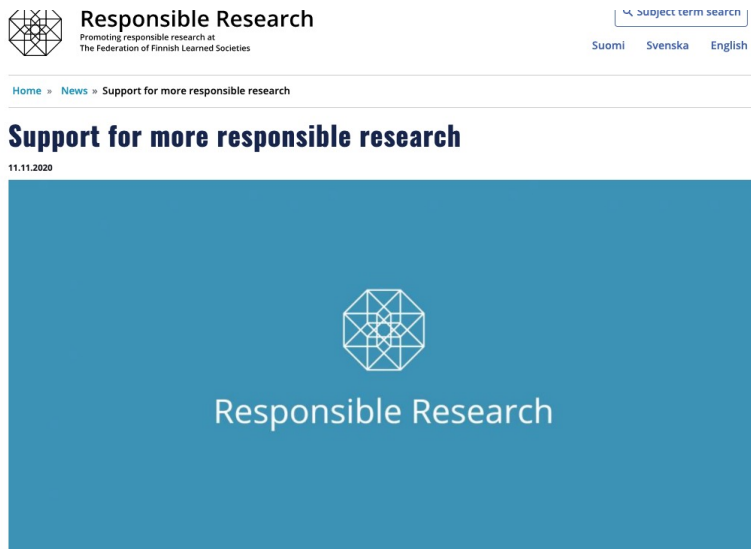 Responsible Research
Promoting responsible research at
The Federation of Finnish Learned Societies
Subject term search
Suomi Svenska English
Home » News » Support for more responsible research
Support for more responsible research
11.11.2020
Responsible Research